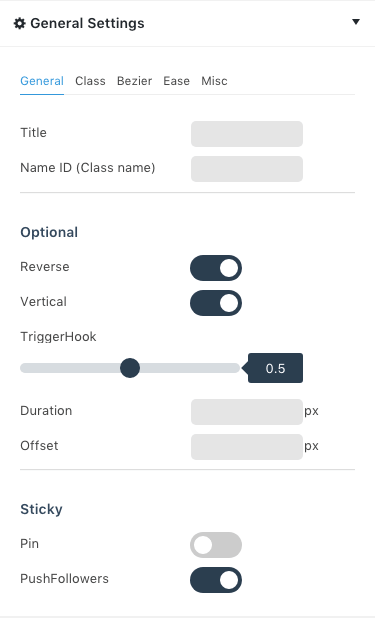 General Settings
General Class Bezier Ease Misc
Title
Name ID (Class name)
Optional
Reverse
Vertical
TriggerHook
0.5
Duration px
Offset px
Sticky
Pin
PushFollowers